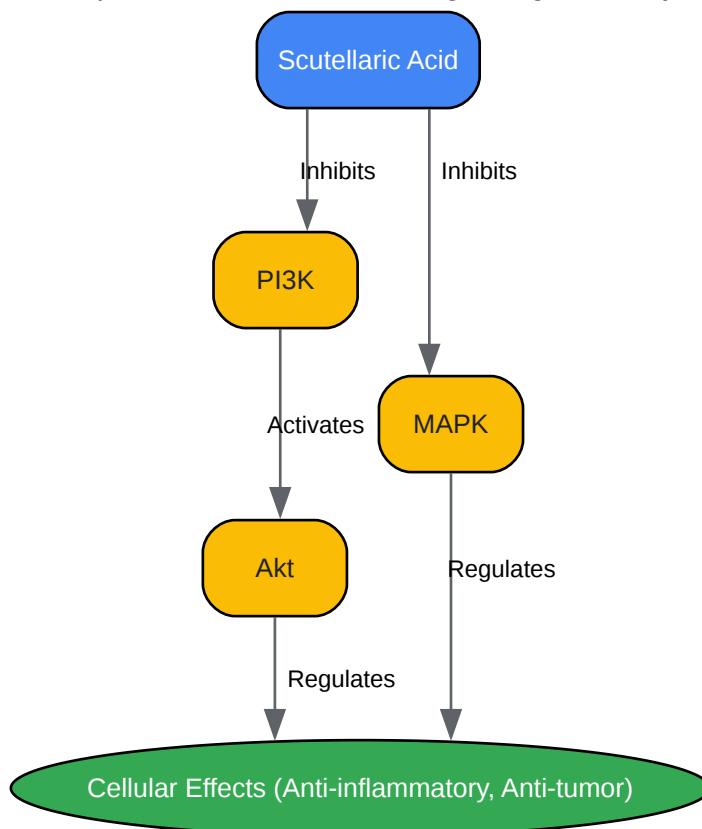 Scutellaric Acid
Inhibits
Inhibits
PI3K
Activates
MAPK
Akt
Regulates
Regulates
Cellular Effects (Anti-inflammatory, Anti-tumor)